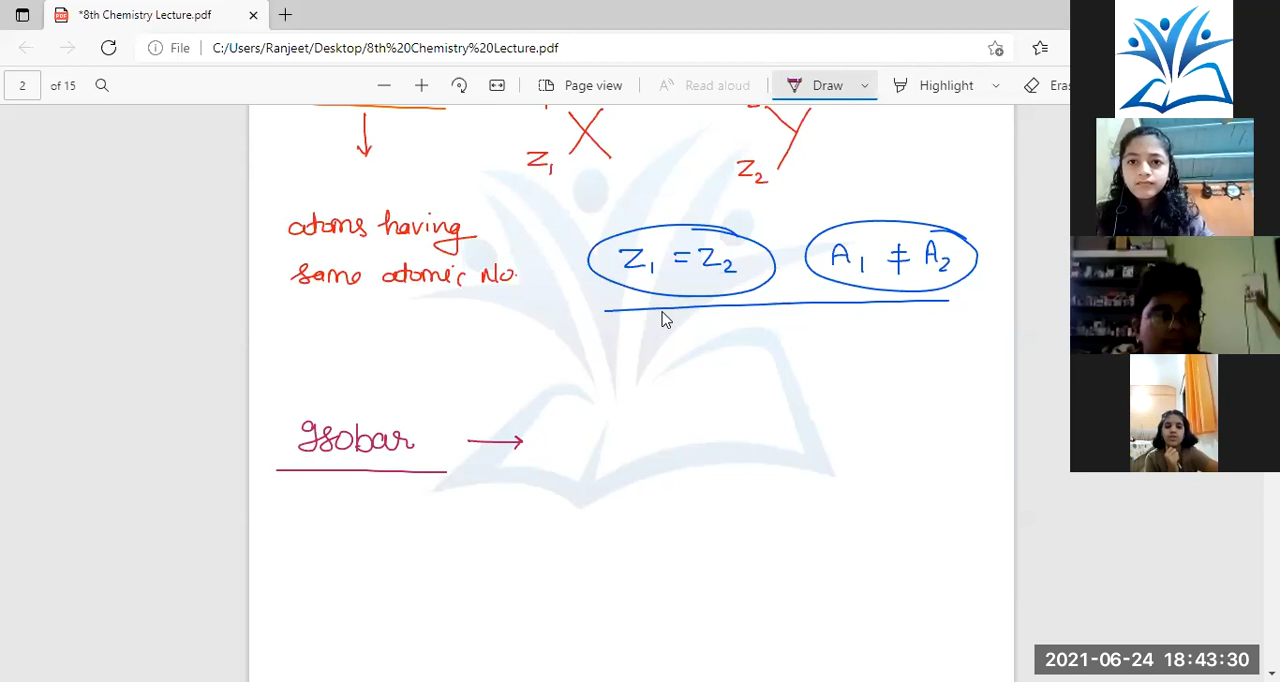 *8th Chemistry Lecture.pdf
File C:/Users/Ranjeet/Desktop/8th%20Chemistry%20Lecture.pdf
2 of 15 Page view Read aloud Draw Highlight Eras
X Y
Z₁ Z₂
atoms having
same atomic No.
Z₁ = Z₂ A₁ ≠ A₂
Isobar →
2021-06-24 18:43:30